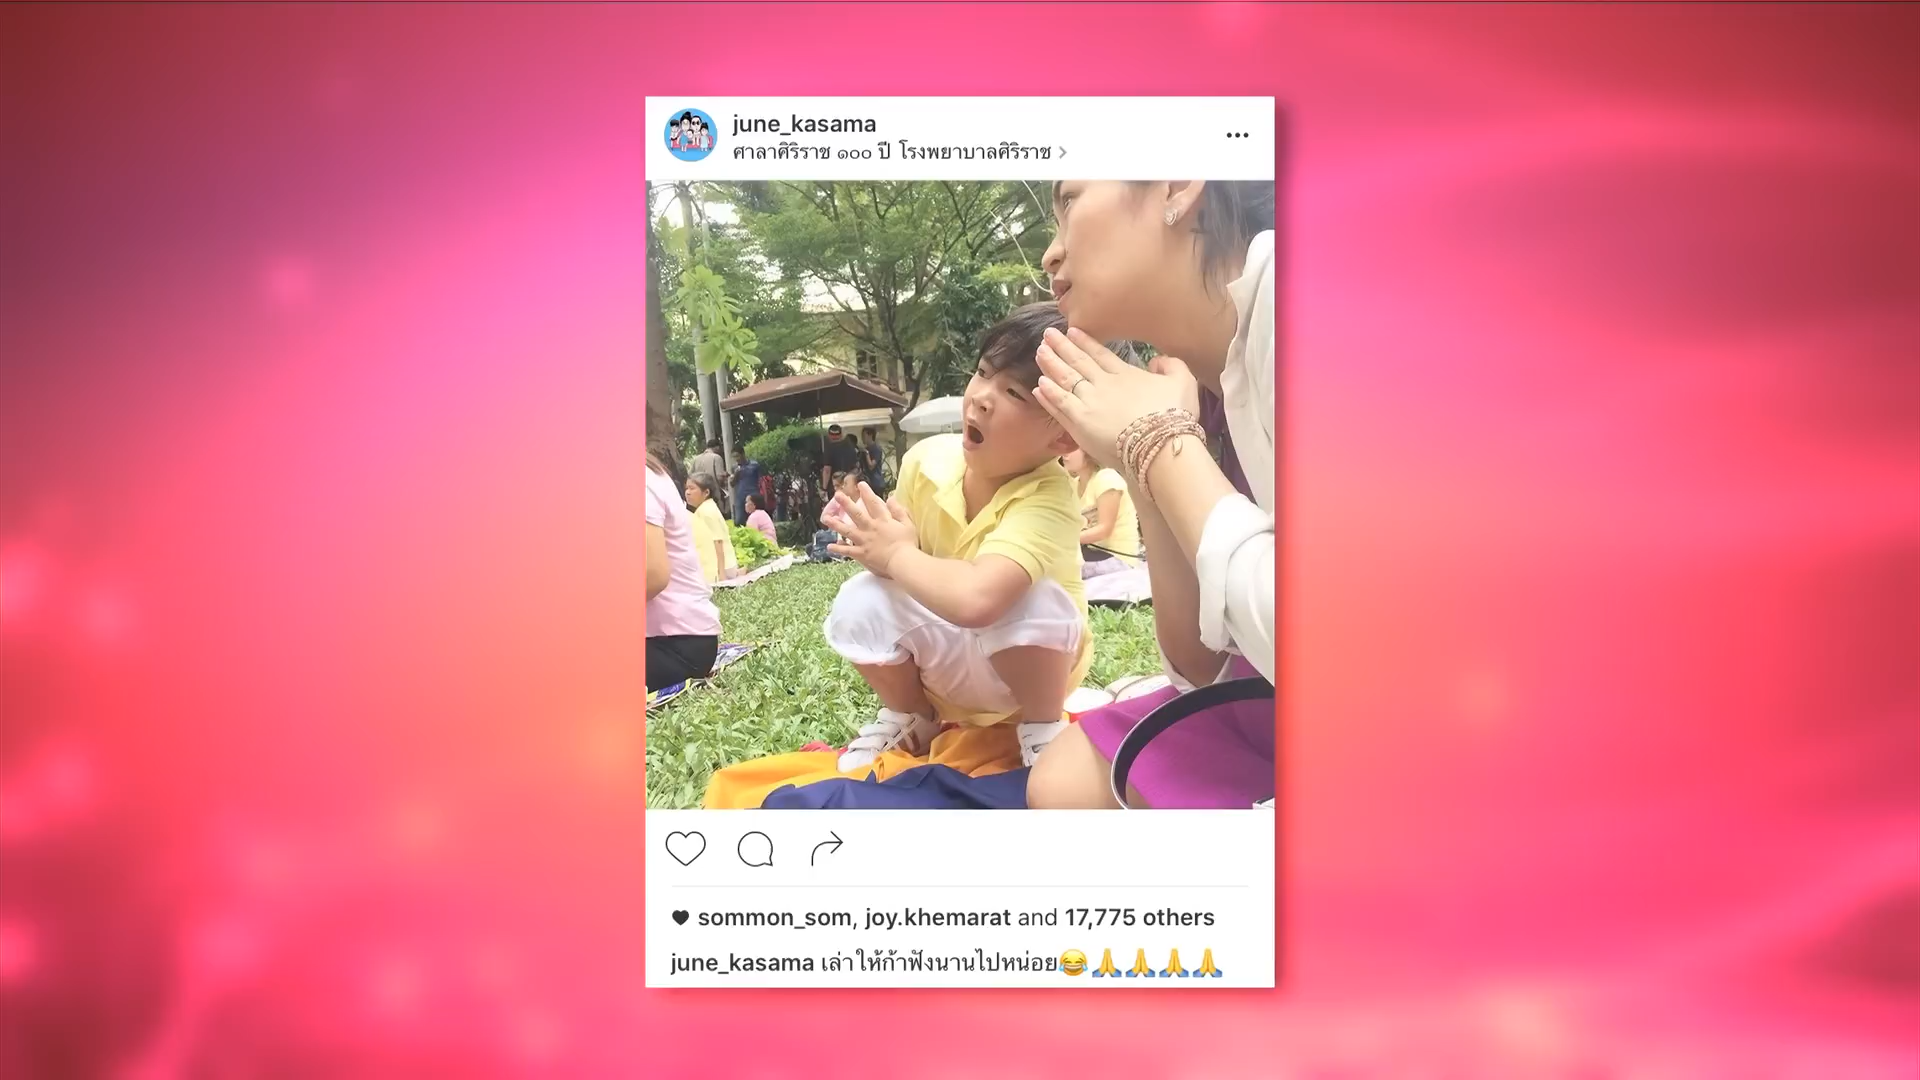 june_kasama
ศาลาศิริราช ๑๐๐ ปี โรงพยาบาลศิริราช
sommon_som, joy.khemarat and 17,775 others
june_kasama เล่าให้ก้าฟังนานไปหน่อย😂🙏🙏🙏🙏